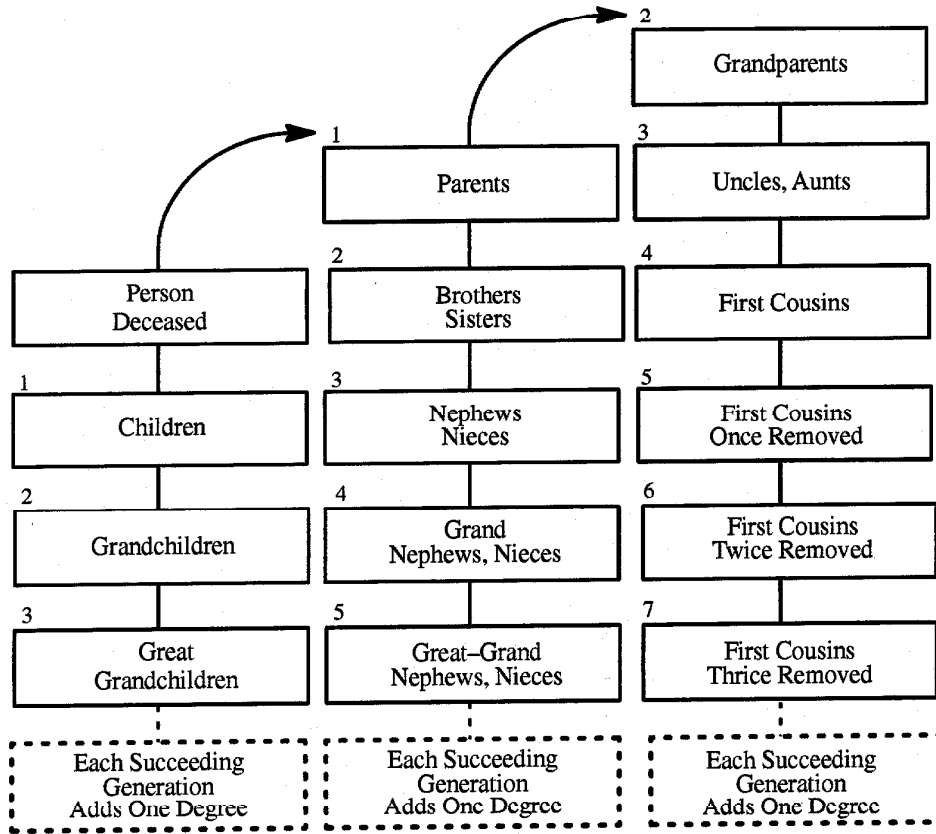 Person
Deceased
1
Children
2
Grandchildren
3
Great
Grandchildren
Each Succeeding
Generation
Adds One Degree
1
Parents
2
Brothers
Sisters
3
Nephews
Nieces
4
Grand
Nephews, Nieces
5
Great–Grand
Nephews, Nieces
Each Succeeding
Generation
Adds One Degree
2
Grandparents
3
Uncles, Aunts
4
First Cousins
5
First Cousins
Once Removed
6
First Cousins
Twice Removed
7
First Cousins
Thrice Removed
Each Succeeding
Generation
Adds One Degree